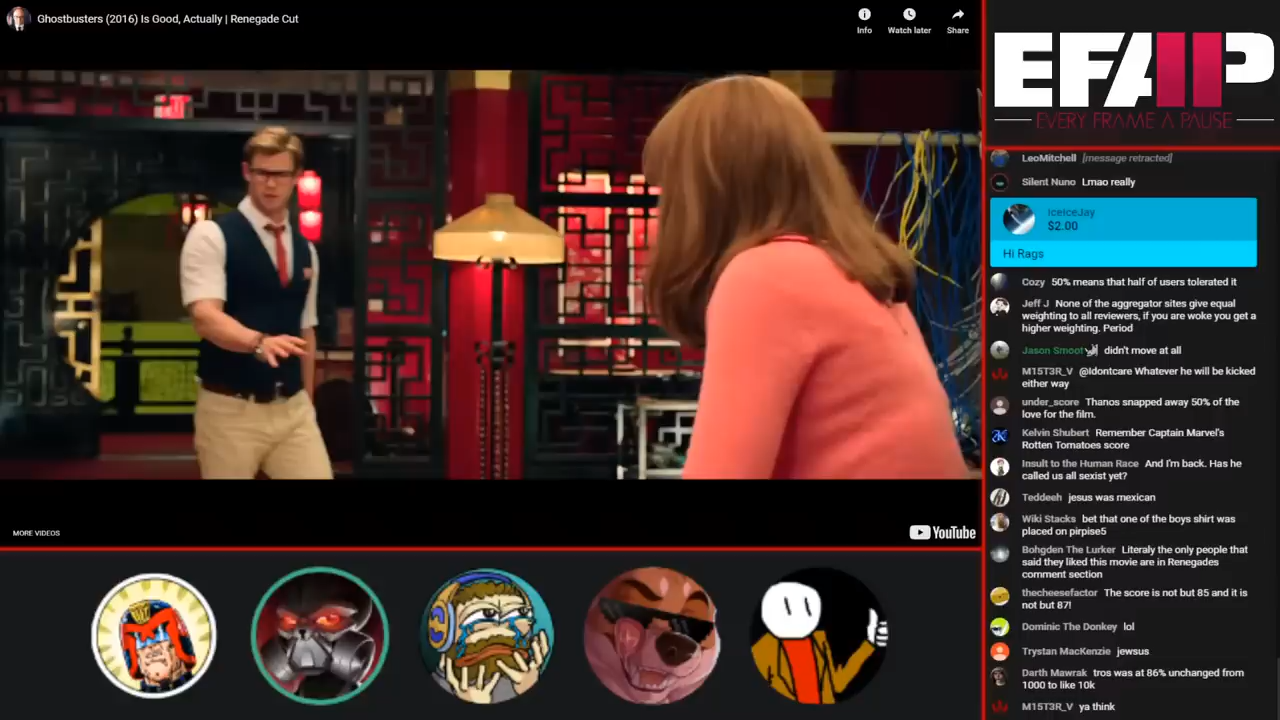 Ghostbusters (2016) Is Good, Actually | Renegade Cut
Info
Watch later
Share
MORE VIDEOS
YouTube
EFAP
EVERY FRAME A PAUSE
LeoMitchell [message retracted]
Silent Nuno Lmao really
IceIceJay
$2.00
Hi Rags
Cozy 50% means that half of users tolerated it
Jeff J None of the aggregator sites give equal
weighting to all reviewers, if you are woke you get a
higher weighting. Period
Jason Smoot didn't move at all
M15T3R_V @Idontcare Whatever he will be kicked
either way
under_score Thanos snapped away 50% of the
love for the film.
Kelvin Shubert Remember Captain Marvel's
Rotten Tomatoes score
Insult to the Human Race And I'm back. Has he
called us all sexist yet?
Teddeeh jesus was mexican
Wiki Stacks bet that one of the boys shirt was
placed on pirpise5
Bohgden The Lurker Literaly the only people that
said they liked this movie are in Renegades
comment section
thecheesefactor The score is not but 85 and it is
not but 87!
Dominic The Donkey lol
Trystan MacKenzie jewsus
Darth Mawrak tros was at 86% unchanged from
1000 to like 10k
M15T3R_V ya think